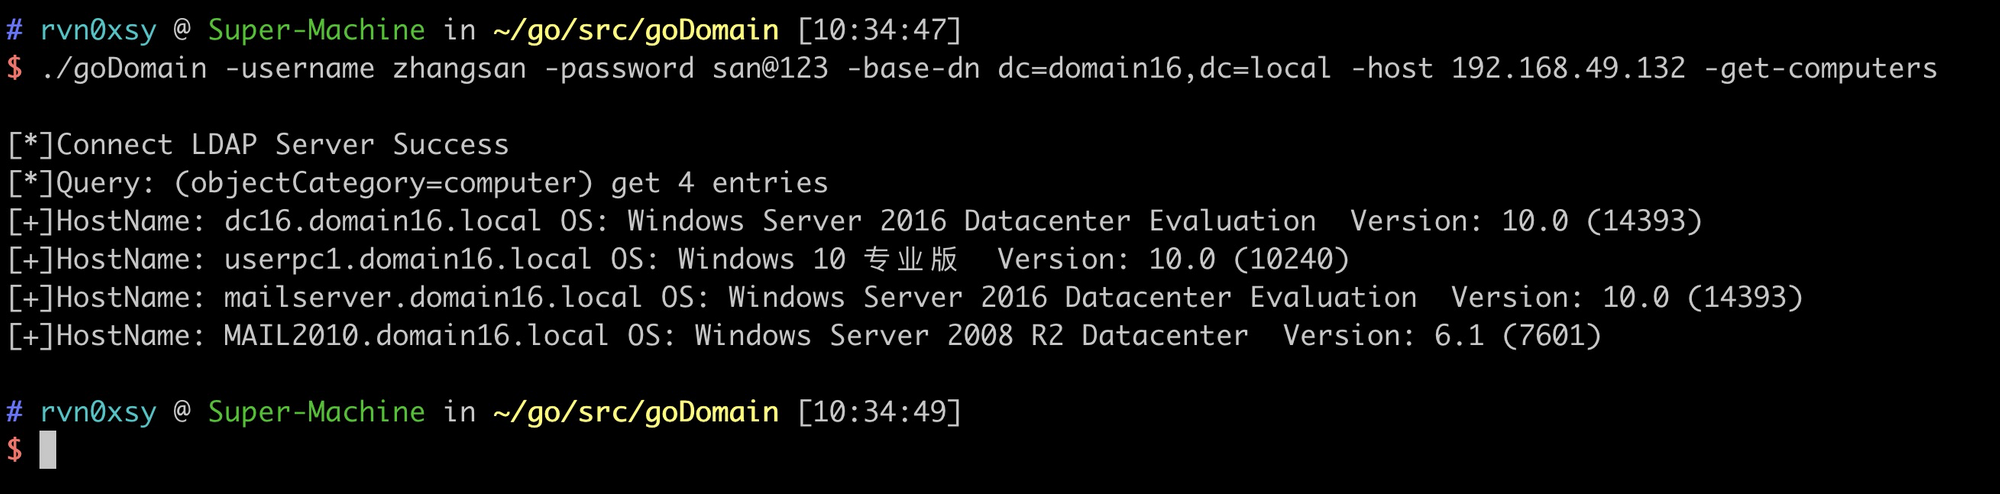 # rvn0xsy @ Super-Machine in ~/go/src/goDomain [10:34:47]
$ ./goDomain -username zhangsan -password san@123 -base-dn dc=domain16,dc=local -host 192.168.49.132 -get-computers
[*]Connect LDAP Server Success
[*]Query: (objectCategory=computer) get 4 entries
[+]HostName: dc16.domain16.local OS: Windows Server 2016 Datacenter Evaluation  Version: 10.0 (14393)
[+]HostName: userpc1.domain16.local OS: Windows 10 专业版  Version: 10.0 (10240)
[+]HostName: mailserver.domain16.local OS: Windows Server 2016 Datacenter Evaluation  Version: 10.0 (14393)
[+]HostName: MAIL2010.domain16.local OS: Windows Server 2008 R2 Datacenter  Version: 6.1 (7601)
# rvn0xsy @ Super-Machine in ~/go/src/goDomain [10:34:49]
$